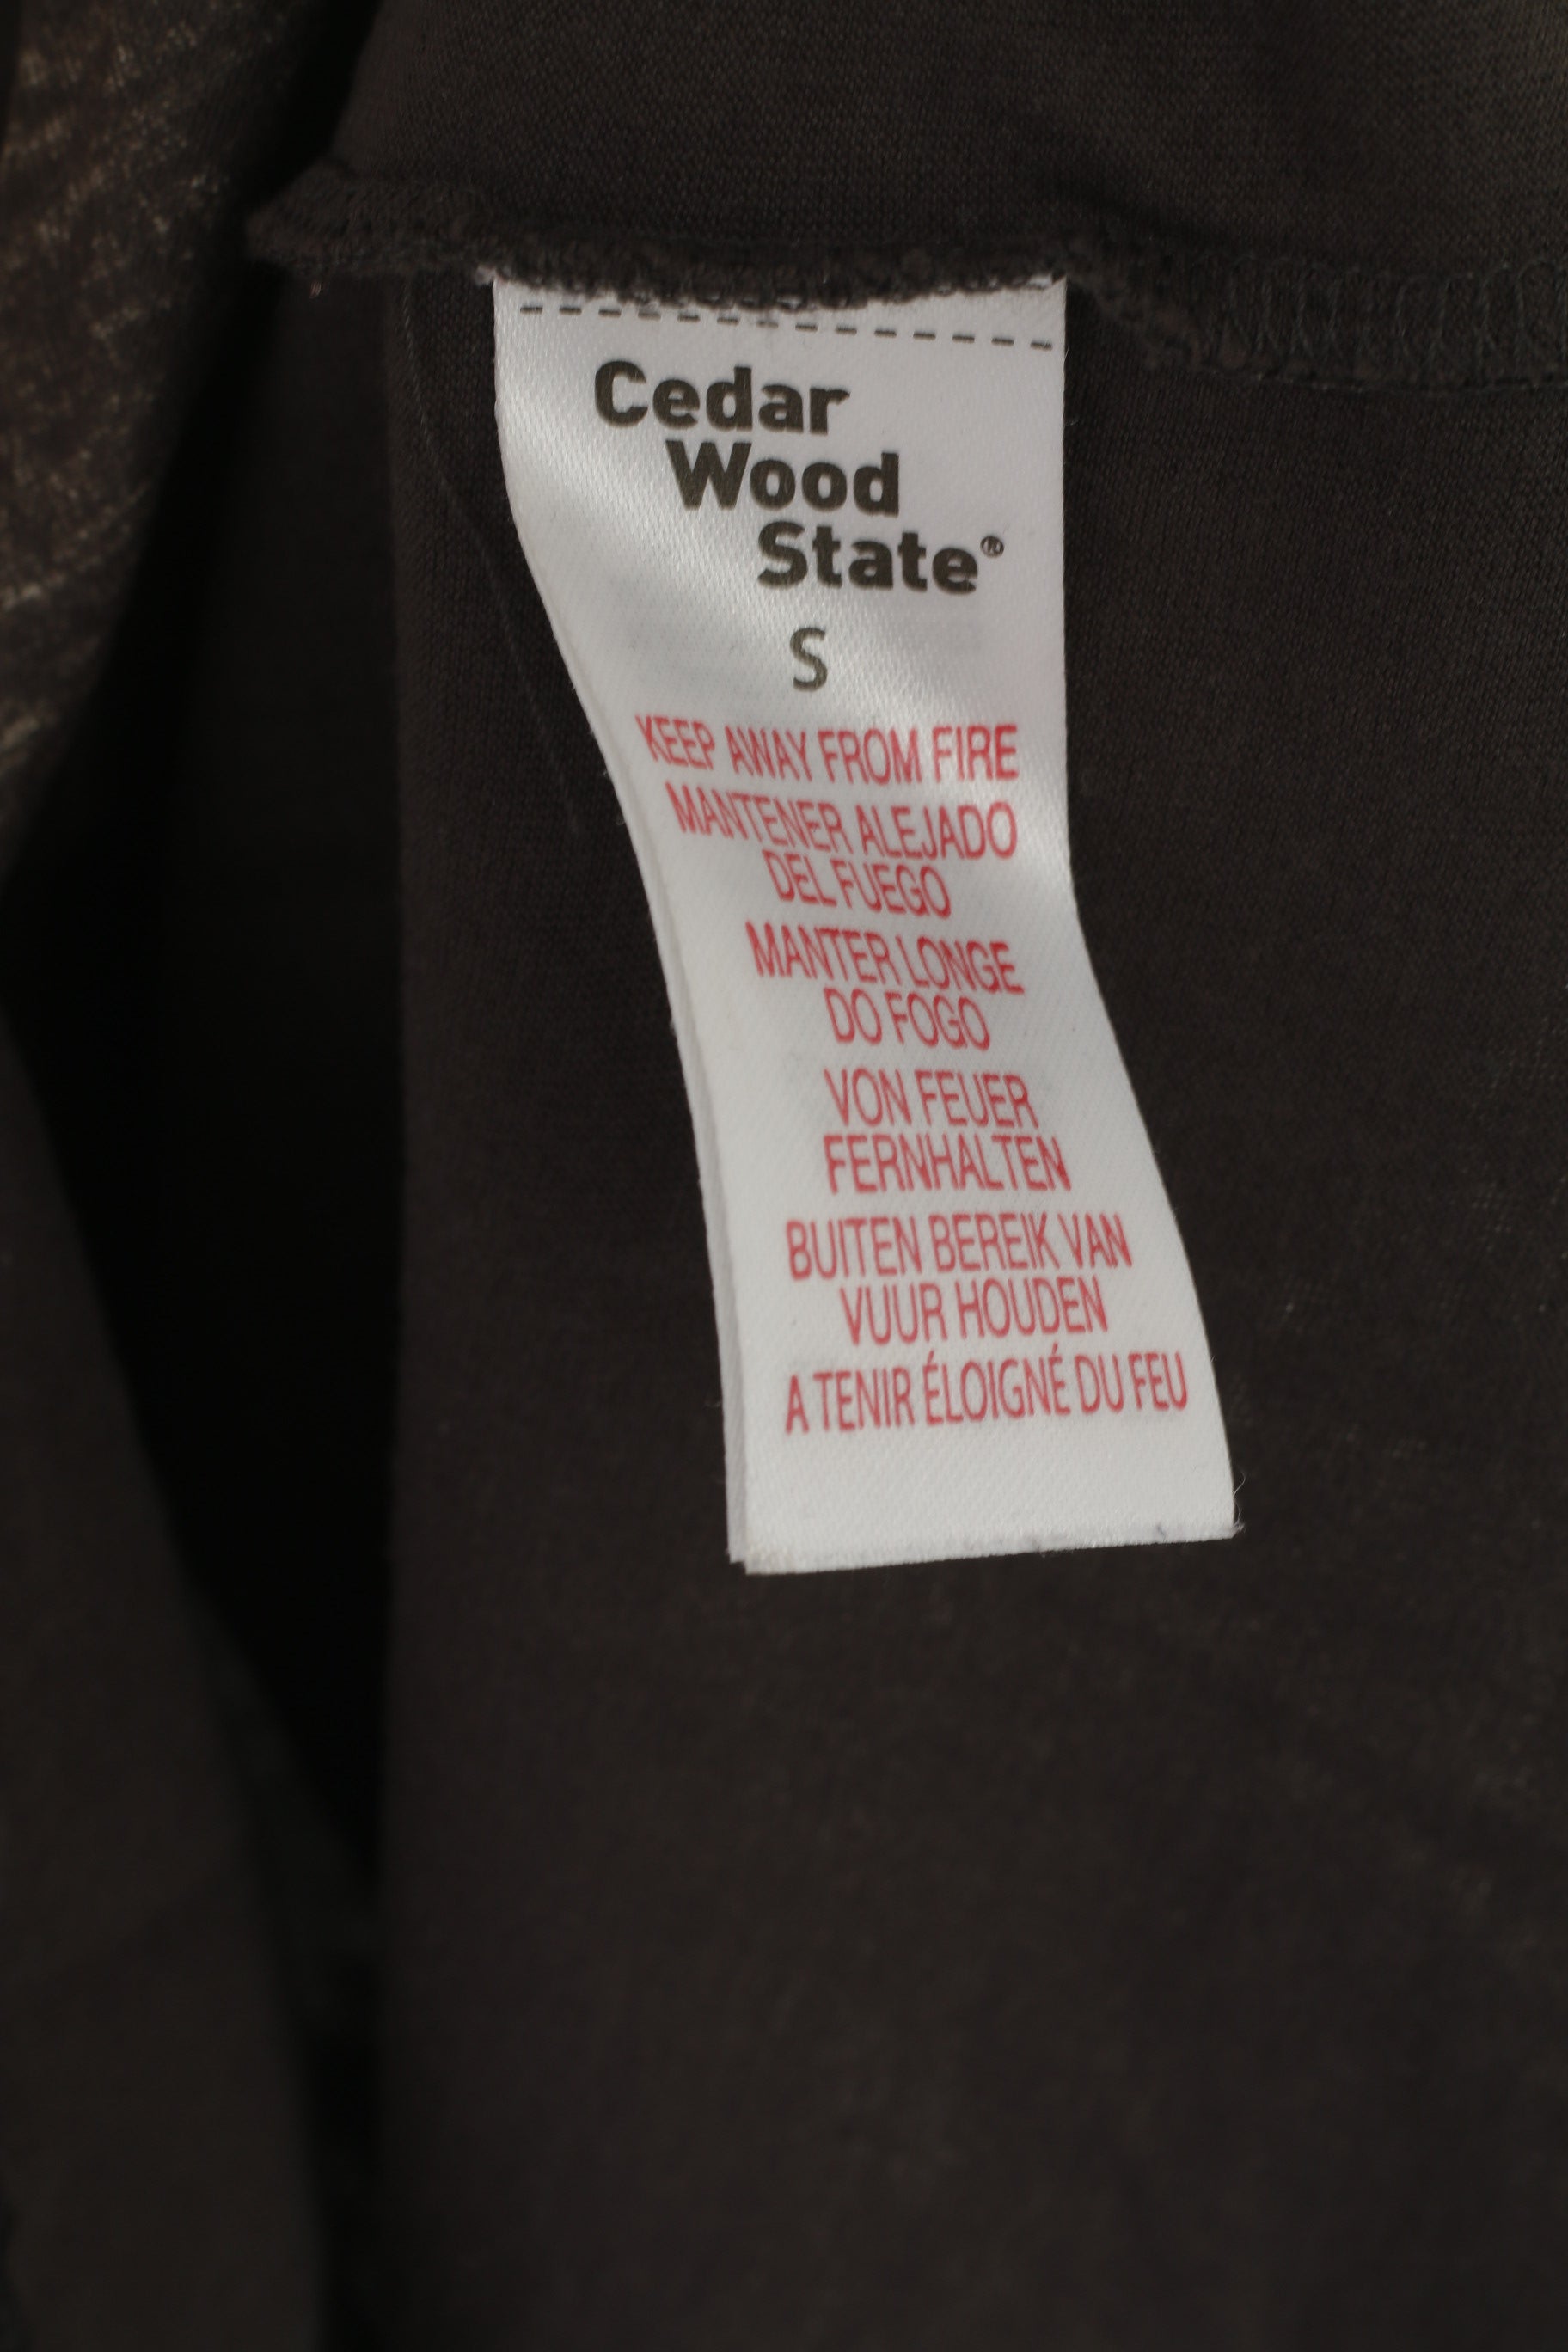 Cedar
Wood
State®
S
KEEP AWAY FROM FIRE
MANTENER ALEJADO
DEL FUEGO
MANTER LONGE
DO FOGO
VON FEUER
FERNHALTEN
BUITEN BEREIK VAN
VUUR HOUDEN
A TENIR ÉLOIGNÉ DU FEU